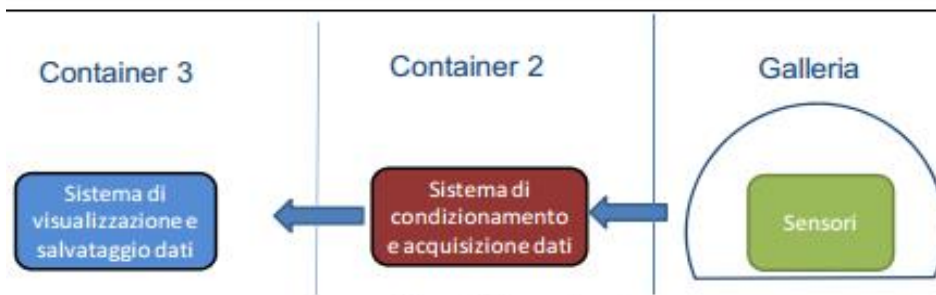 Container 3
Container 2
Galleria
Sistema di
visualizzazione e
salvataggio dati
Sistema di
condizionamento
e acquisizione dati
Sensori